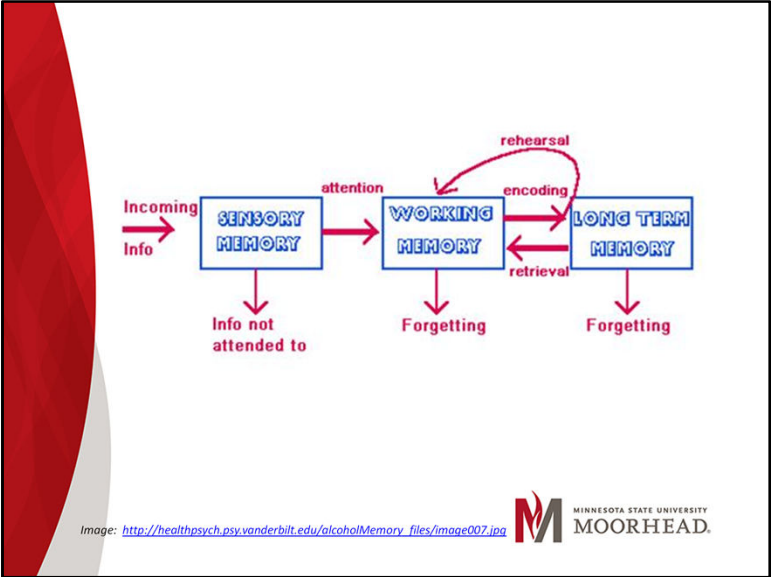 rehearsal
attention
encoding
Incoming
Info
SENSORY
MEMORY
WORKING
MEMORY
LONG TERM
MEMORY
retrieval
Info not
attended to
Forgetting
Forgetting
Image: http://healthpsych.psy.vanderbilt.edu/alcoholMemory_files/image007.jpg
MINNESOTA STATE UNIVERSITY
MOORHEAD.